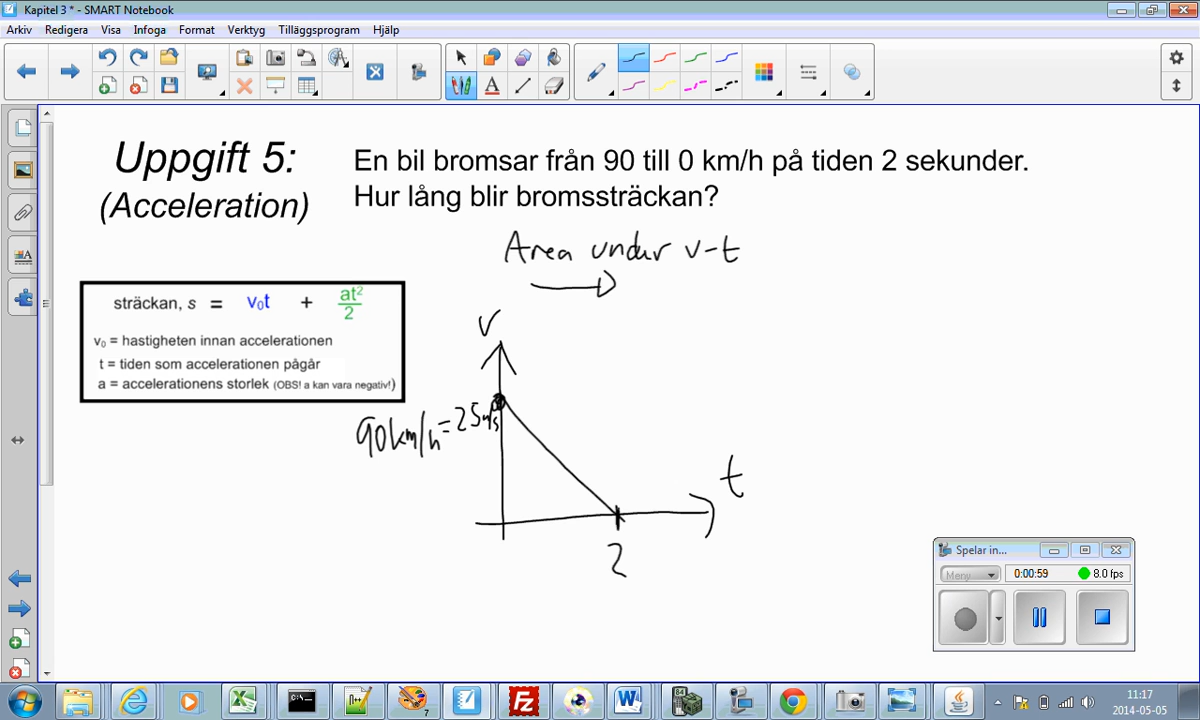 Kapitel 3 * - SMART Notebook
Arkiv Redigera Visa Infoga Format Verktyg Tilläggsprogram Hjälp
Uppgift 5:
(Acceleration)
En bil bromsar från 90 till 0 km/h på tiden 2 sekunder.
Hur lång blir bromssträckan?
Area under v-t
sträckan, s = v₀t + at²/2
v₀ = hastigheten innan accelerationen
t = tiden som accelerationen pågår
a = accelerationens storlek (OBS! a kan vara negativ!)
v
90 km/h = 25 m/s
t
2
Spelar in...
Meny 0:00:59 8.0 fps
11:17
2014-05-05